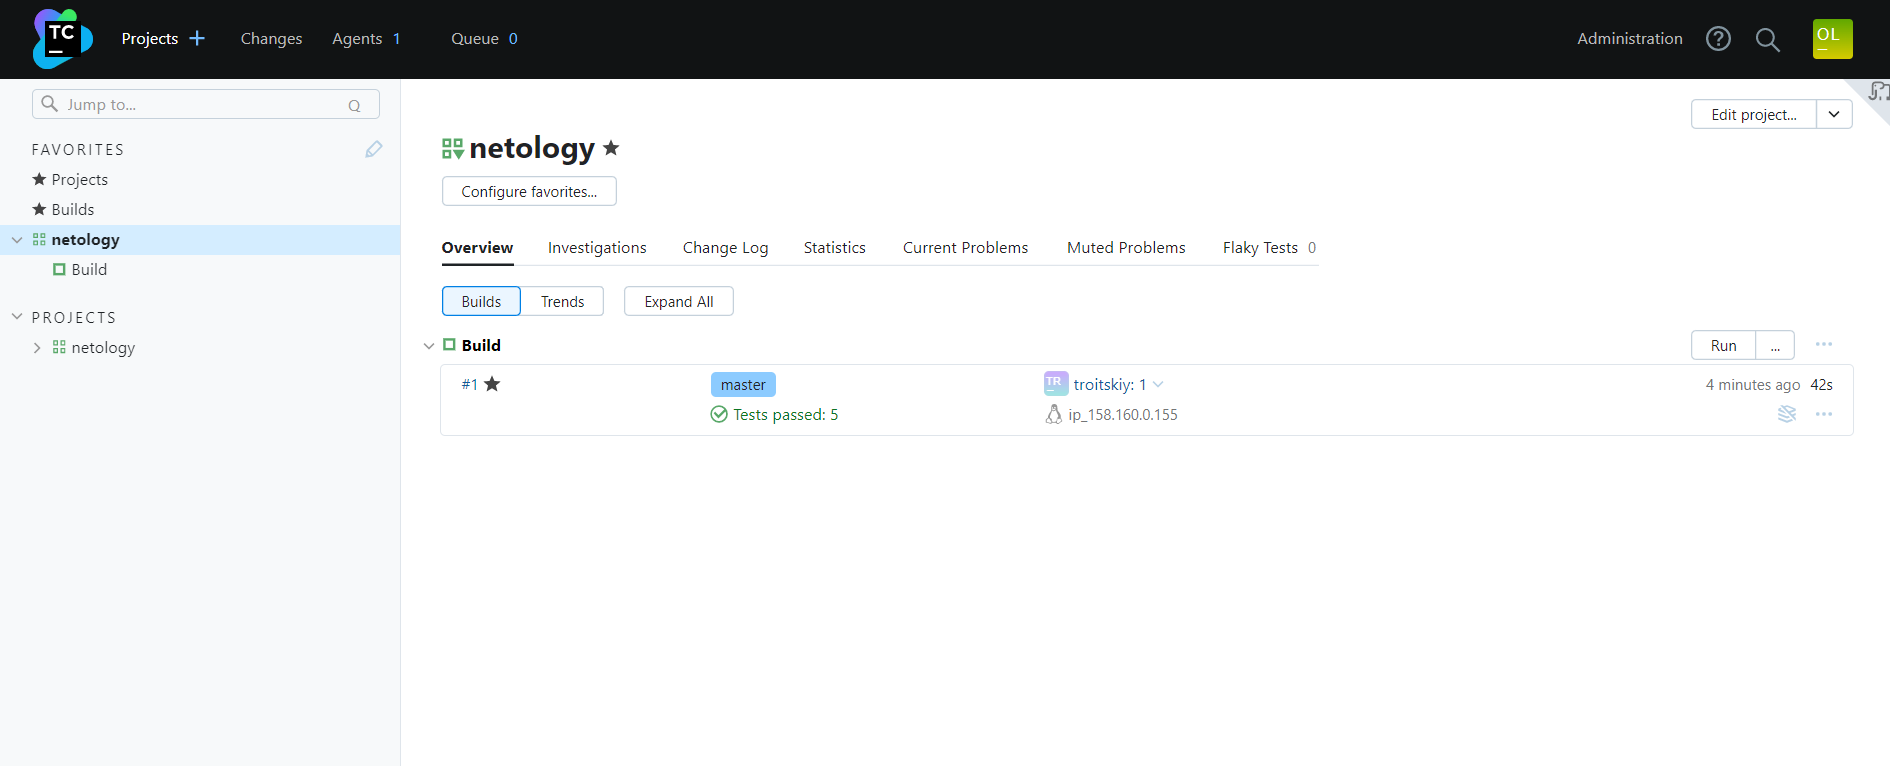 TC
Projects
Changes
Agents 1
Queue 0
Administration
OL
Jump to... Q
FAVORITES
Projects
Builds
netology
Build
PROJECTS
netology
Edit project...
netology
Configure favorites...
Overview Investigations Change Log Statistics Current Problems Muted Problems Flaky Tests 0
Builds Trends Expand All
Build
Run ...
#1 master TR troitskiy: 1 4 minutes ago 42s
Tests passed: 5 ip_158.160.0.155